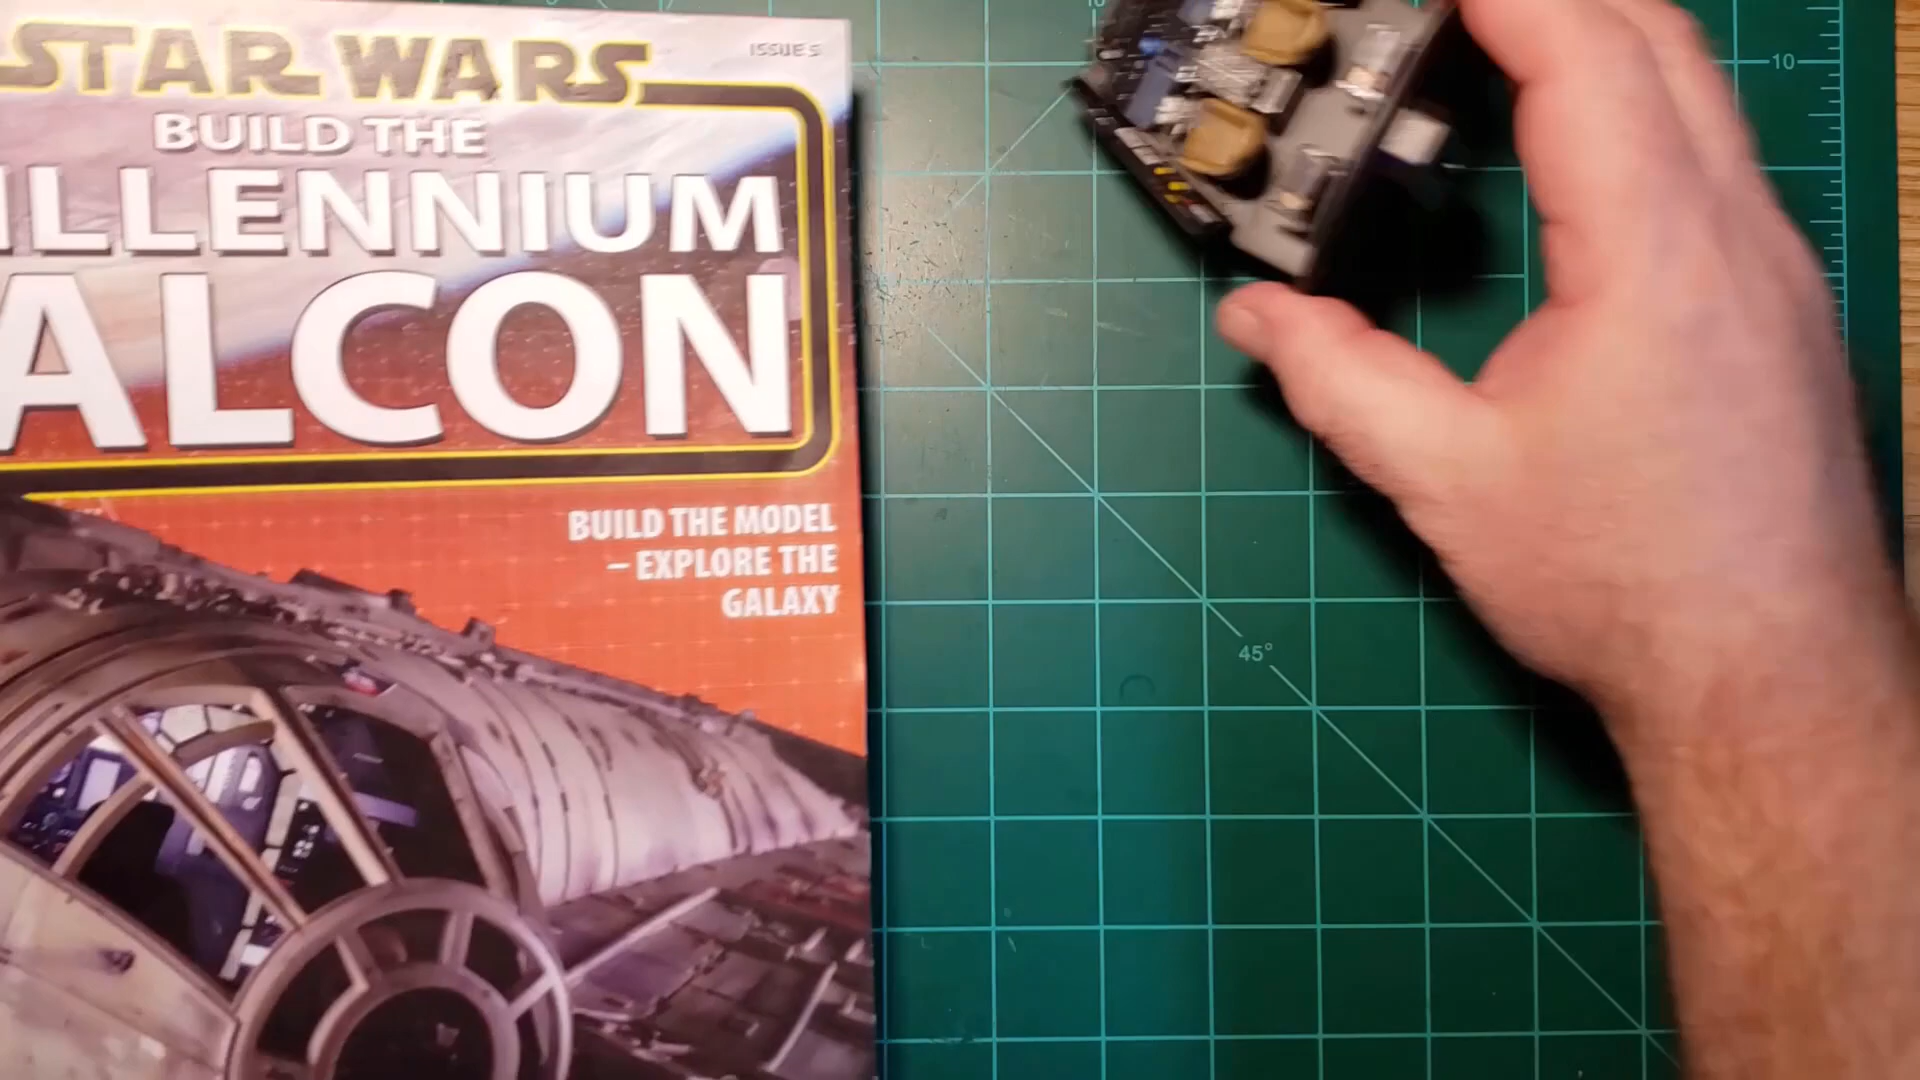 STAR WARS
ISSUE 5
BUILD THE
ILLENNIUM
ALCON
BUILD THE MODEL
– EXPLORE THE
GALAXY
10
10
45°